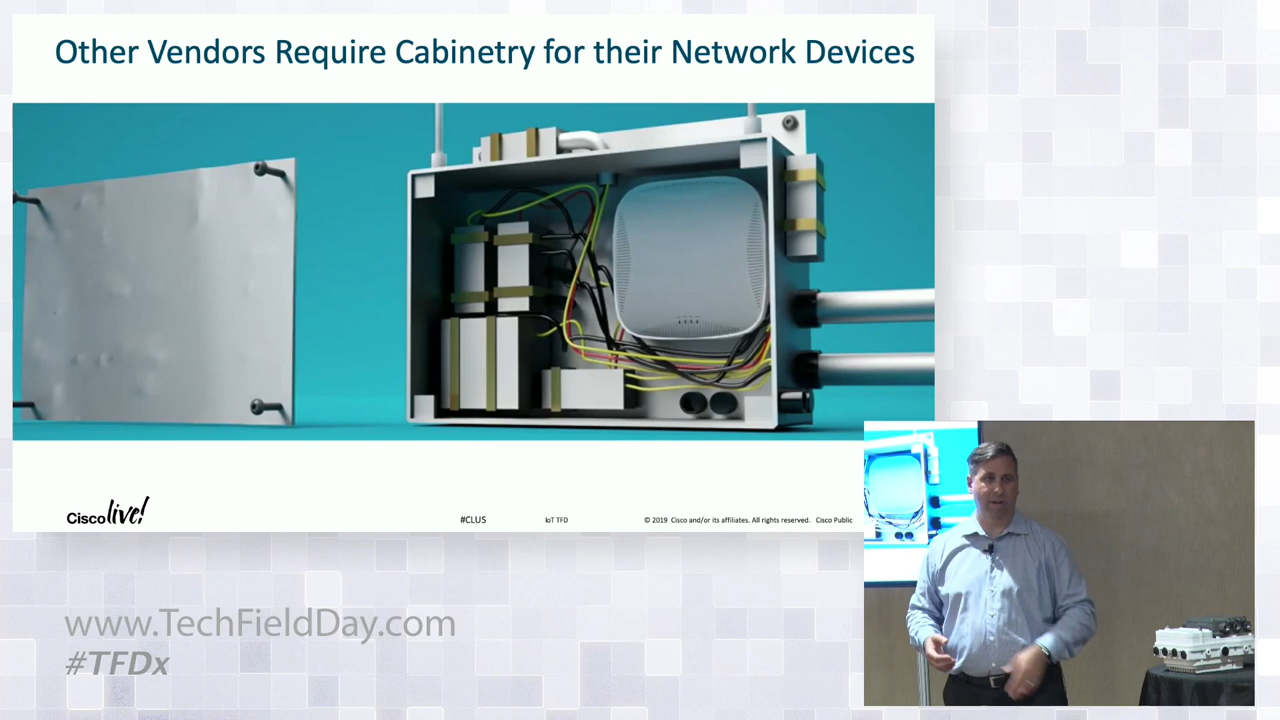 Other Vendors Require Cabinetry for their Network Devices
Cisco live!
#CLUS
IoT TFD
© 2019 Cisco and/or its affiliates. All rights reserved. Cisco Public
www.TechFieldDay.com
#TFDx